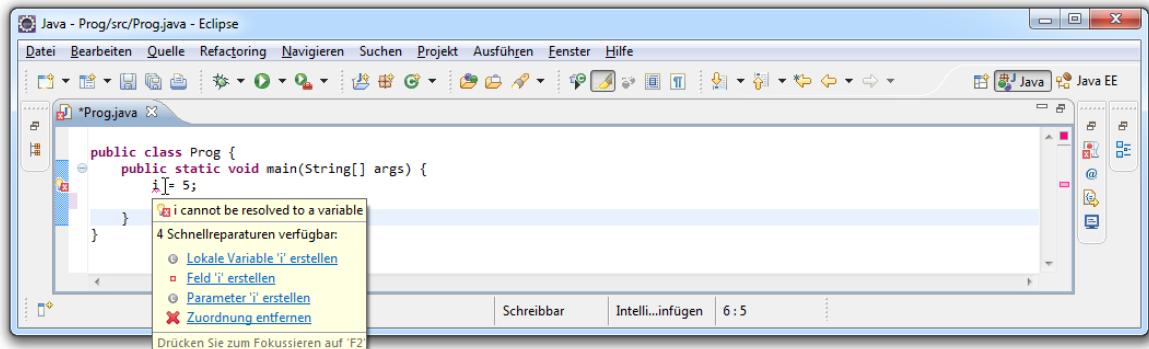 Java - Prog/src/Prog.java - Eclipse
Datei Bearbeiten Quelle Refactoring Navigieren Suchen Projekt Ausführen Fenster Hilfe
Java Java EE
*Prog.java
public class Prog {
public static void main(String[] args) {
i = 5;
i cannot be resolved to a variable
}
4 Schnellreparaturen verfügbar:
}
Lokale Variable 'i' erstellen
Feld 'i' erstellen
Parameter 'i' erstellen
Schreibbar Intelli...infügen 6 : 5
Zuordnung entfernen
Drücken Sie zum Fokussieren auf 'F2'